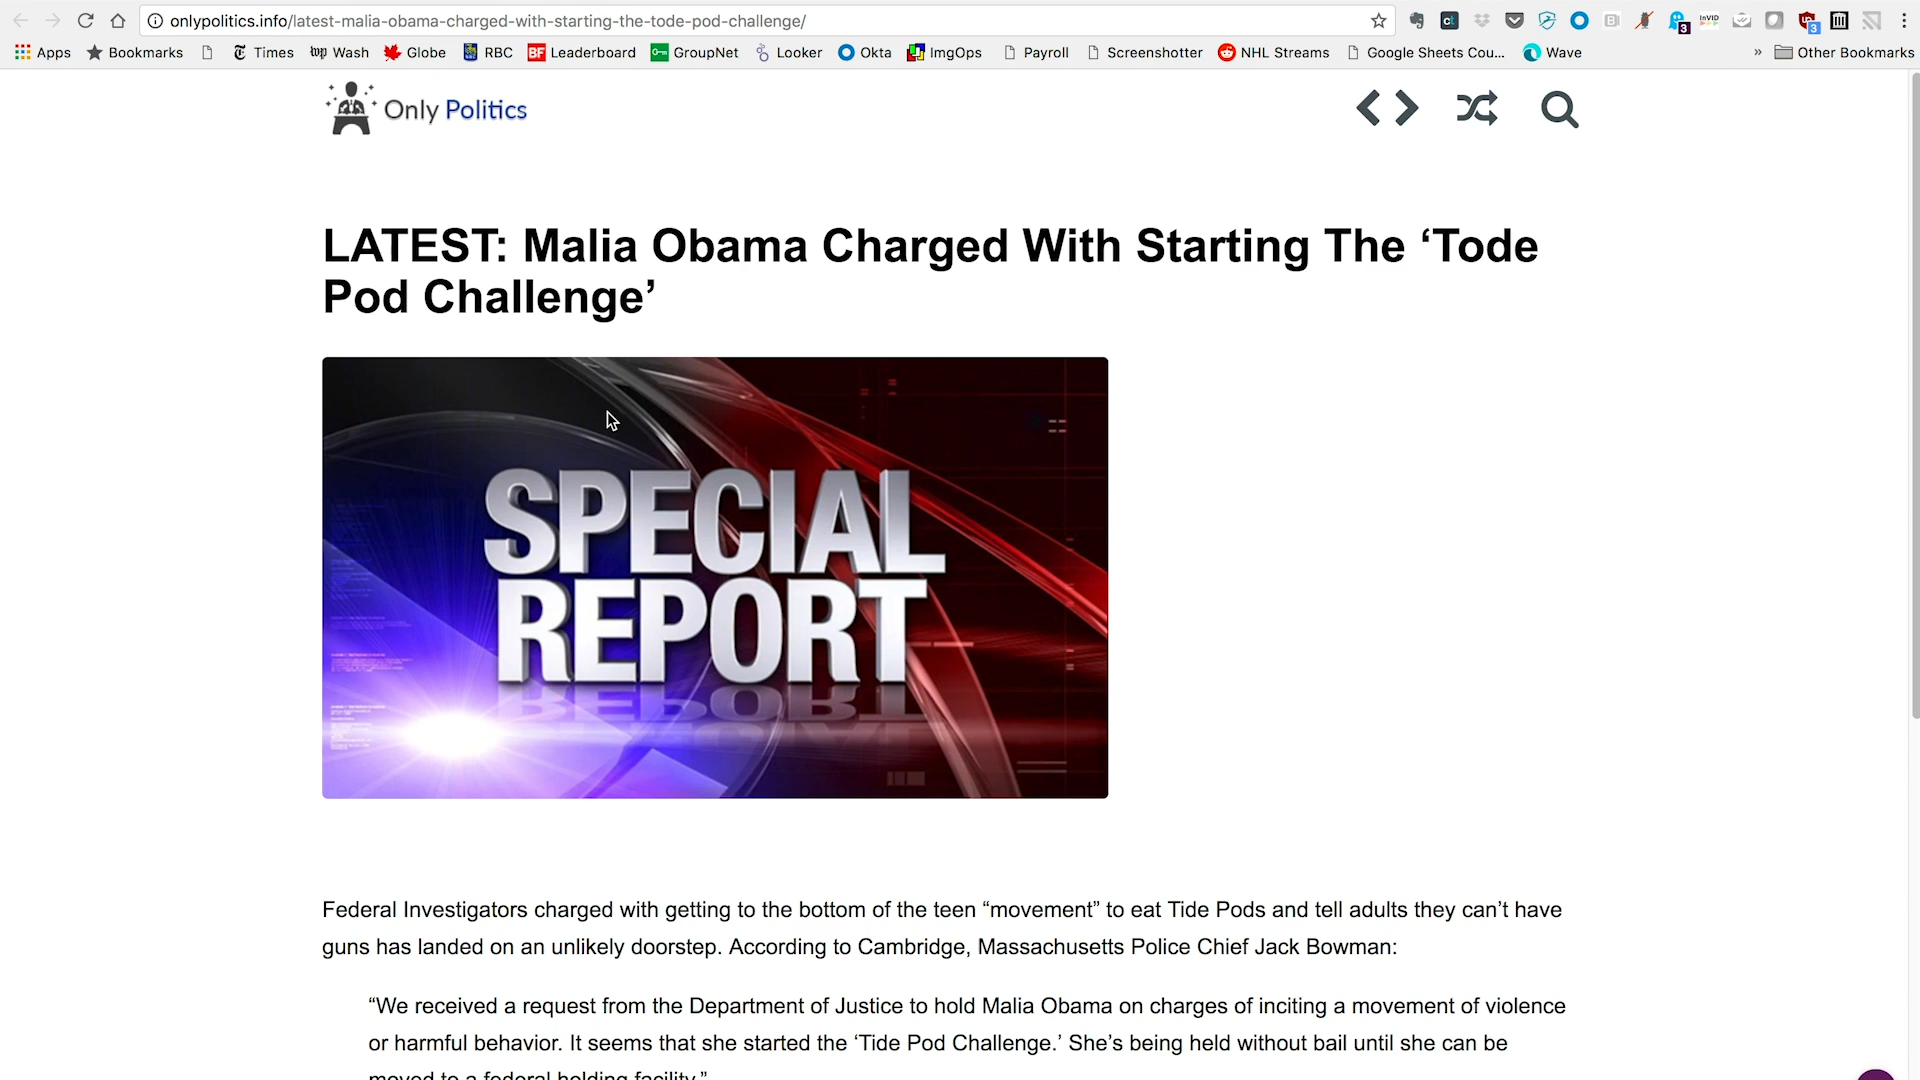 onlypolitics.info/latest-malia-obama-charged-with-starting-the-tode-pod-challenge/
Apps Bookmarks Times Wash Globe RBC Leaderboard GroupNet Looker Okta ImgOps Payroll Screenshotter NHL Streams Google Sheets Cou... Wave » Other Bookmarks
Only Politics
LATEST: Malia Obama Charged With Starting The ‘Tode
Pod Challenge’
SPECIAL
REPORT
Federal Investigators charged with getting to the bottom of the teen “movement” to eat Tide Pods and tell adults they can’t have
guns has landed on an unlikely doorstep. According to Cambridge, Massachusetts Police Chief Jack Bowman:
“We received a request from the Department of Justice to hold Malia Obama on charges of inciting a movement of violence
or harmful behavior. It seems that she started the ‘Tide Pod Challenge.’ She’s being held without bail until she can be
moved to a federal holding facility.”